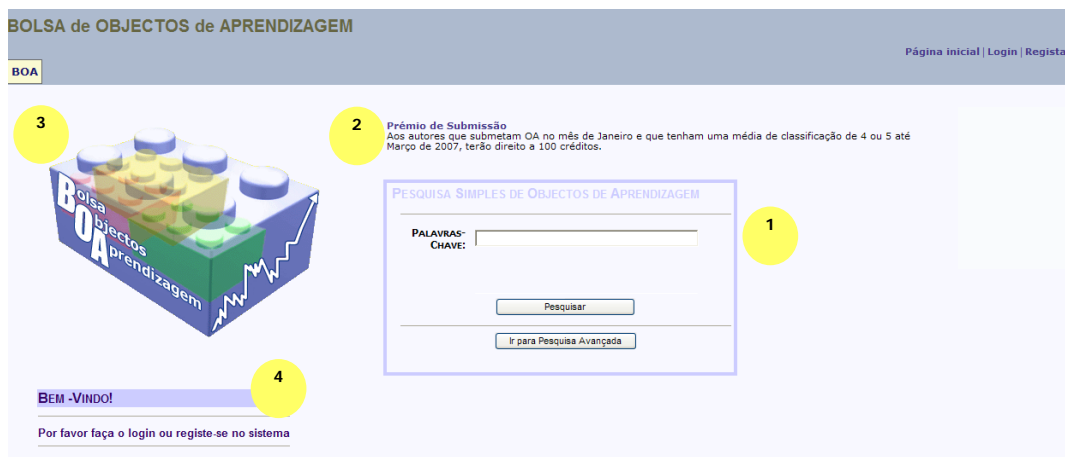 BOLSA de OBJECTOS de APRENDIZAGEM
Página inicial | Login | Regista
BOA
3
2
Prémio de Submissão
Aos autores que submetam OA no mês de Janeiro e que tenham uma média de classificação de 4 ou 5 até
Março de 2007, terão direito a 100 créditos.
Bolsa
Objectos
Aprendizagem
PESQUISA SIMPLES DE OBJECTOS DE APRENDIZAGEM
1
PALAVRAS-
CHAVE:
Pesquisar
Ir para Pesquisa Avançada
4
BEM -VINDO!
Por favor faça o login ou registe-se no sistema